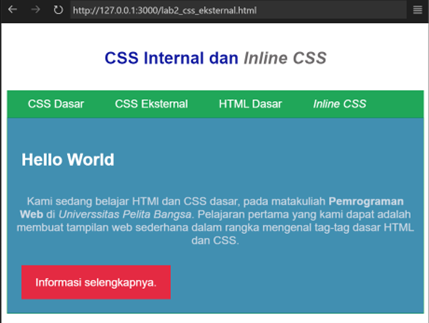 http://127.0.0.1:3000/lab2_css_eksternal.html
CSS Internal dan Inline CSS
CSS Dasar CSS Eksternal HTML Dasar Inline CSS
Hello World
Kami sedang belajar HTMl dan CSS dasar, pada matakuliah Pemrograman
Web di Universsitas Pelita Bangsa. Pelajaran pertama yang kami dapat adalah
membuat tampilan web sederhana dalam rangka mengenal tag-tag dasar HTML
dan CSS.
Informasi selengkapnya.